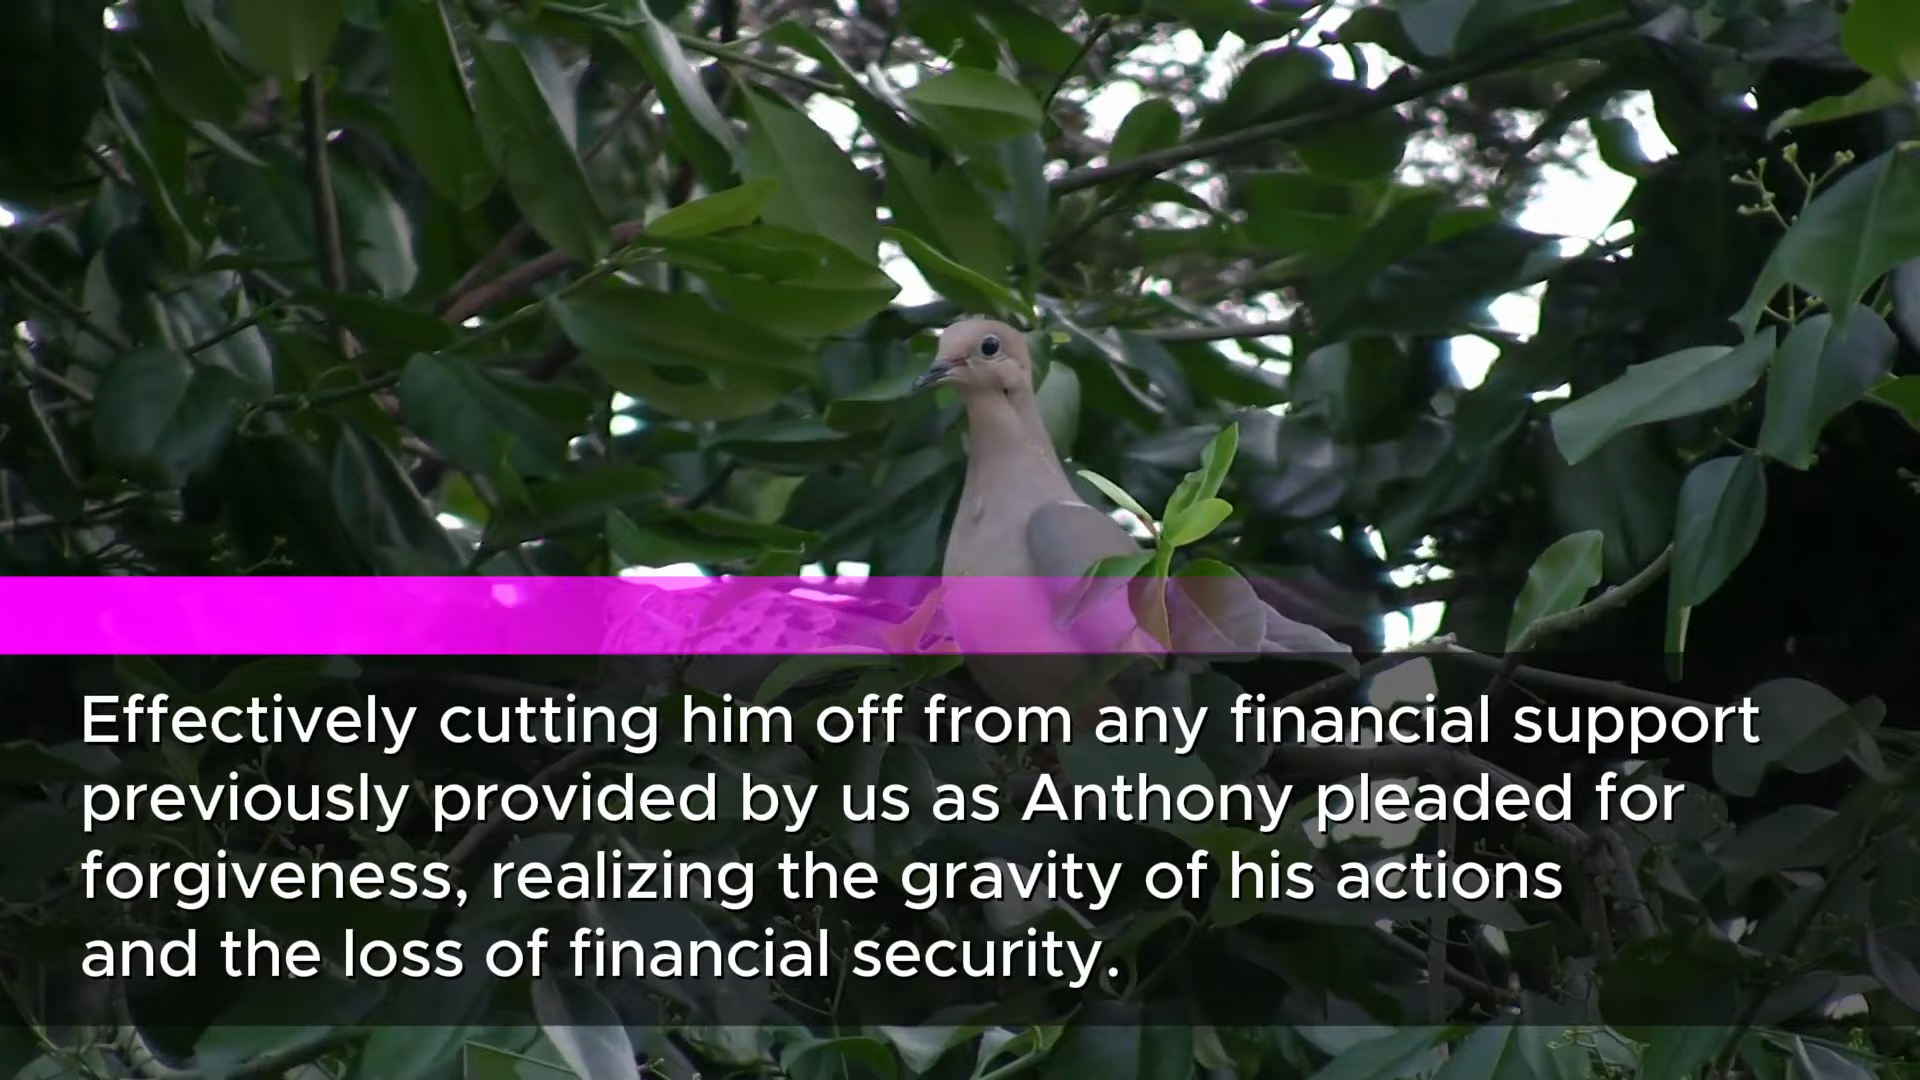 Effectively cutting him off from any financial support
previously provided by us as Anthony pleaded for
forgiveness, realizing the gravity of his actions
and the loss of financial security.